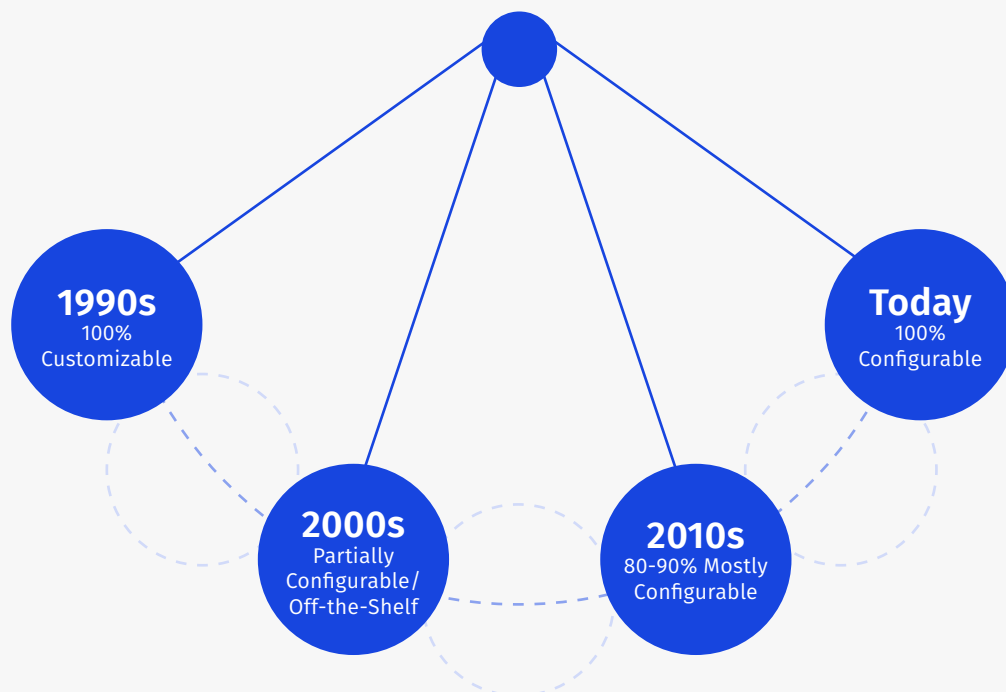 1990s
100%
Customizable
2000s
Partially
Configurable/
Off-the-Shelf
2010s
80-90% Mostly
Configurable
Today
100%
Configurable